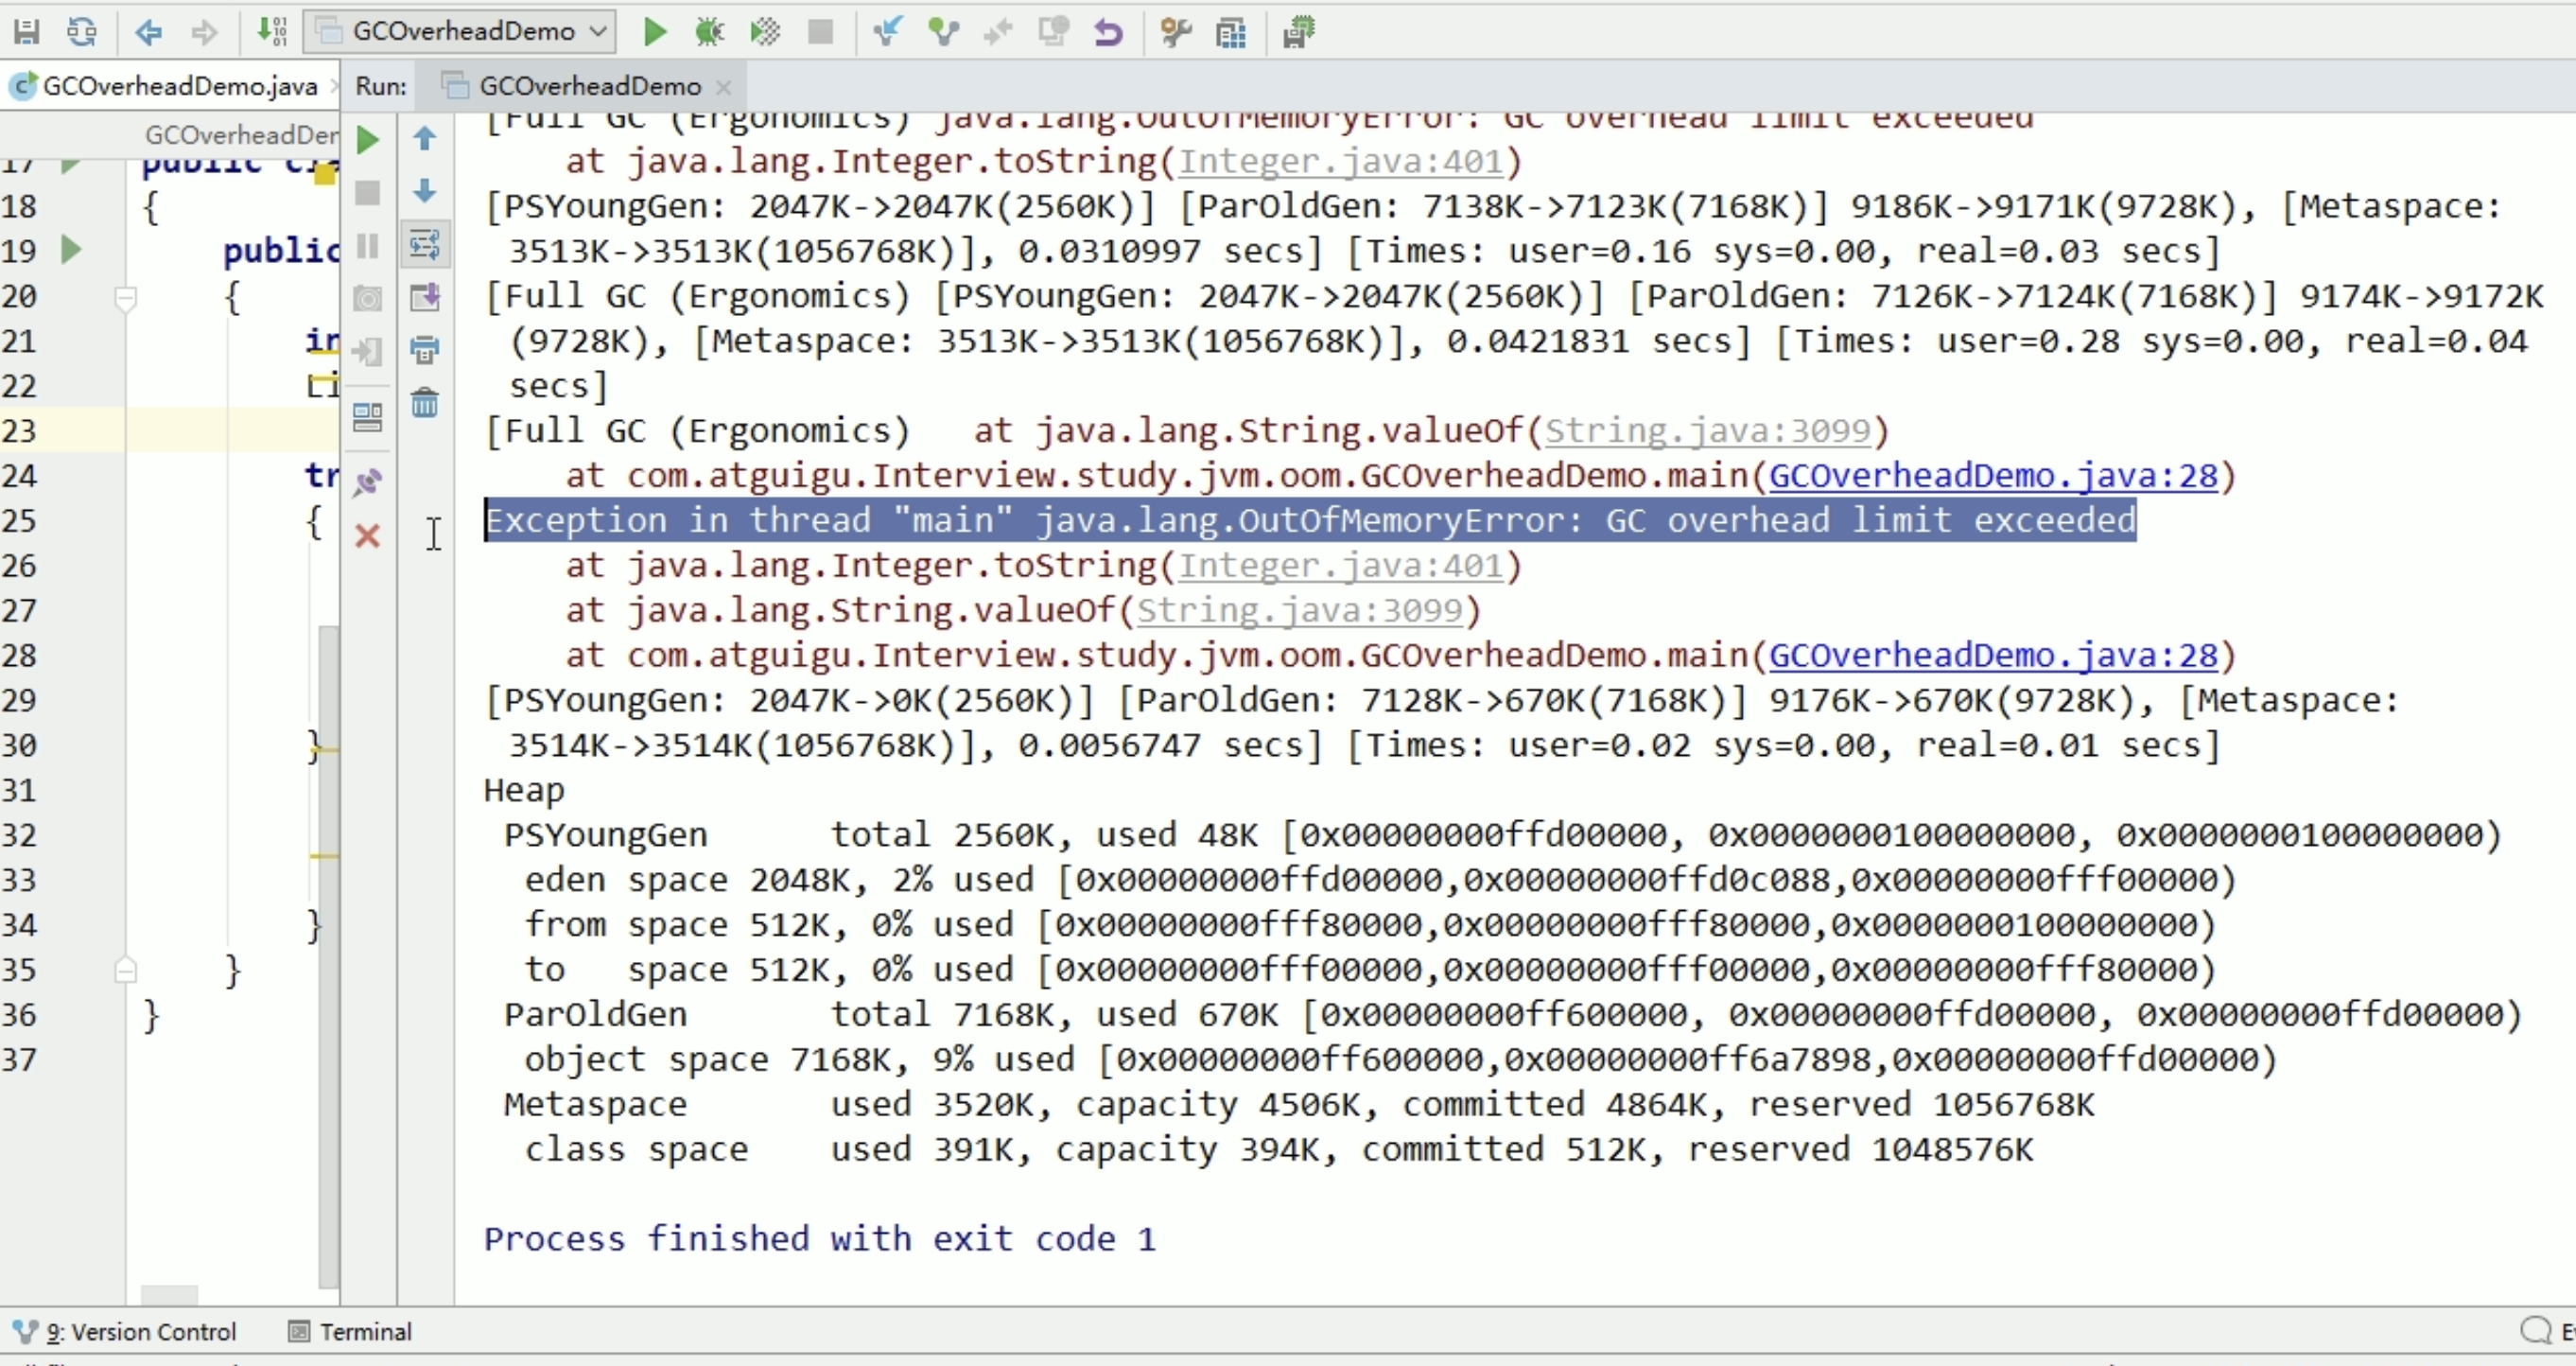 GCOverheadDemo
GCOverheadDemo.java
Run:
GCOverheadDemo
GCOverheadDer
17 public cla
18 {
19 public
20 {
21 in
22 Li
23
24 tr
25 {
26
27
28
29
30 }
31
32
33
34 }
35 }
36 }
37
[Full GC (Ergonomics) java.lang.OutOfMemoryError: GC overhead limit exceeded
at java.lang.Integer.toString(Integer.java:401)
[PSYoungGen: 2047K->2047K(2560K)] [ParOldGen: 7138K->7123K(7168K)] 9186K->9171K(9728K), [Metaspace:
3513K->3513K(1056768K)], 0.0310997 secs] [Times: user=0.16 sys=0.00, real=0.03 secs]
[Full GC (Ergonomics) [PSYoungGen: 2047K->2047K(2560K)] [ParOldGen: 7126K->7124K(7168K)] 9174K->9172K
(9728K), [Metaspace: 3513K->3513K(1056768K)], 0.0421831 secs] [Times: user=0.28 sys=0.00, real=0.04
secs]
[Full GC (Ergonomics)   at java.lang.String.valueOf(String.java:3099)
at com.atguigu.Interview.study.jvm.oom.GCOverheadDemo.main(GCOverheadDemo.java:28)
Exception in thread "main" java.lang.OutOfMemoryError: GC overhead limit exceeded
at java.lang.Integer.toString(Integer.java:401)
at java.lang.String.valueOf(String.java:3099)
at com.atguigu.Interview.study.jvm.oom.GCOverheadDemo.main(GCOverheadDemo.java:28)
[PSYoungGen: 2047K->0K(2560K)] [ParOldGen: 7128K->670K(7168K)] 9176K->670K(9728K), [Metaspace:
3514K->3514K(1056768K)], 0.0056747 secs] [Times: user=0.02 sys=0.00, real=0.01 secs]
Heap
PSYoungGen      total 2560K, used 48K [0x00000000ffd00000, 0x0000000100000000, 0x0000000100000000)
eden space 2048K, 2% used [0x00000000ffd00000,0x00000000ffd0c088,0x00000000fff00000)
from space 512K, 0% used [0x00000000fff80000,0x00000000fff80000,0x0000000100000000)
to   space 512K, 0% used [0x00000000fff00000,0x00000000fff00000,0x00000000fff80000)
ParOldGen       total 7168K, used 670K [0x00000000ff600000, 0x00000000ffd00000, 0x00000000ffd00000)
object space 7168K, 9% used [0x00000000ff600000,0x00000000ff6a7898,0x00000000ffd00000)
Metaspace       used 3520K, capacity 4506K, committed 4864K, reserved 1056768K
class space    used 391K, capacity 394K, committed 512K, reserved 1048576K
Process finished with exit code 1
9: Version Control
Terminal